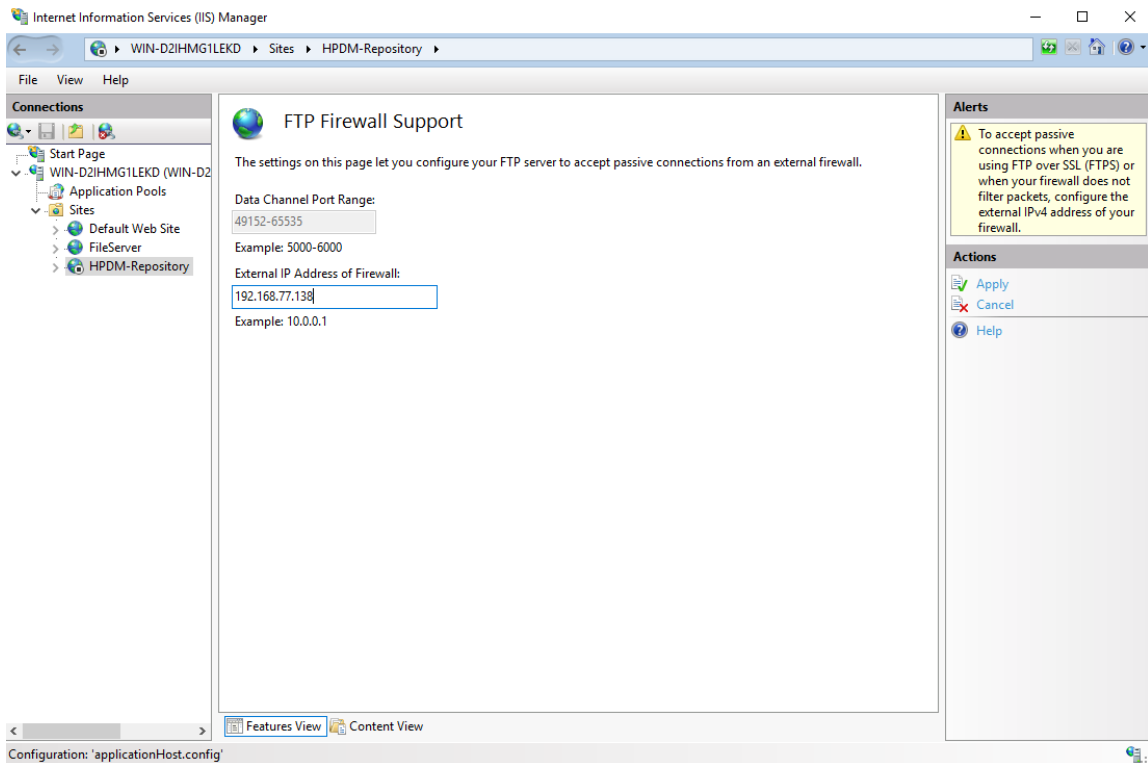 Internet Information Services (IIS) Manager
WIN-D2IHMG1LEKD
Sites
HPDM-Repository
File View Help
Connections
Start Page
WIN-D2IHMG1LEKD (WIN-D2
Application Pools
Sites
Default Web Site
FileServer
HPDM-Repository
FTP Firewall Support
The settings on this page let you configure your FTP server to accept passive connections from an external firewall.
Data Channel Port Range:
49152-65535
Example: 5000-6000
External IP Address of Firewall:
192.168.77.138
Example: 10.0.0.1
Features View
Content View
Alerts
To accept passive
connections when you are
using FTP over SSL (FTPS) or
when your firewall does not
filter packets, configure the
external IPv4 address of your
firewall.
Actions
Apply
Cancel
Help
Configuration: 'applicationHost.config'